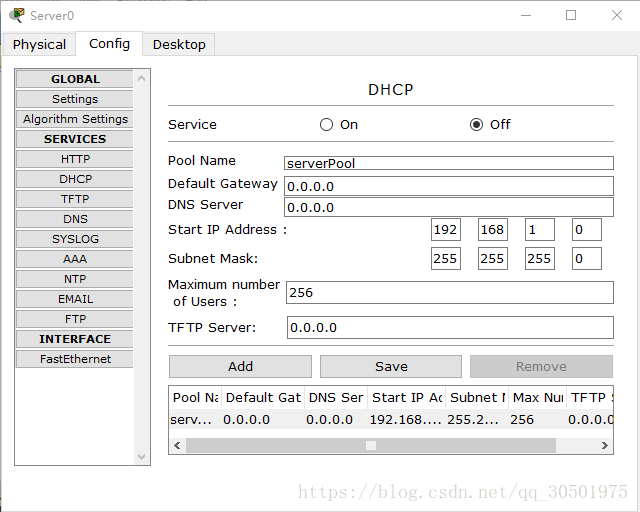 Server0
Physical Config Desktop
GLOBAL
Settings
Algorithm Settings
SERVICES
HTTP
DHCP
TFTP
DNS
SYSLOG
AAA
NTP
EMAIL
FTP
INTERFACE
FastEthernet
DHCP
Service On Off
Pool Name serverPool
Default Gateway 0.0.0.0
DNS Server 0.0.0.0
Start IP Address : 192 168 1 0
Subnet Mask: 255 255 255 0
Maximum number
of Users : 256
TFTP Server: 0.0.0.0
Add Save Remove
Pool Na Default Gat DNS Ser Start IP Ac Subnet M Max Nur TFTP S
serv... 0.0.0.0 0.0.0.0 192.168.... 255.2... 256 0.0.0.0
https://blog.csdn.net/qq_30501975